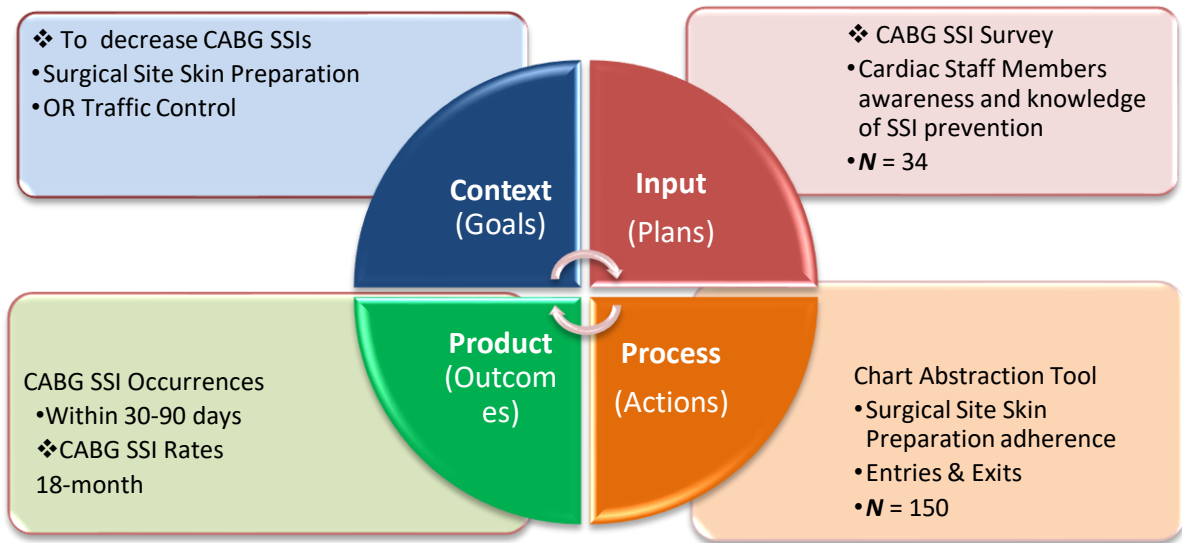 ❖ To decrease CABG SSIs
•Surgical Site Skin Preparation
•OR Traffic Control
❖ CABG SSI Survey
•Cardiac Staff Members
awareness and knowledge
of SSI prevention
•N = 34
Context
(Goals)
Input
(Plans)
Product
(Outcom
es)
Process
(Actions)
CABG SSI Occurrences
•Within 30-90 days
❖CABG SSI Rates
18-month
Chart Abstraction Tool
•Surgical Site Skin
Preparation adherence
•Entries & Exits
•N = 150